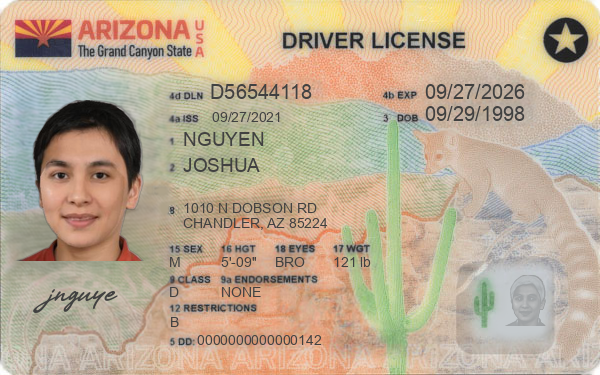 ARIZONA USA
The Grand Canyon State
DRIVER LICENSE
4d DLN D56544118 4b EXP 09/27/2026
4a ISS 09/27/2021 3 DOB 09/29/1998
1 NGUYEN
2 JOSHUA
8 1010 N DOBSON RD
CHANDLER, AZ 85224
15 SEX 16 HGT 18 EYES 17 WGT
M 5'-09" BRO 121 lb
9 CLASS 9a ENDORSEMENTS
D NONE
12 RESTRICTIONS
B
5 DD: 0000000000000142
jnguye
ARIZONA ARIZONA ARIZONA ARIZONA